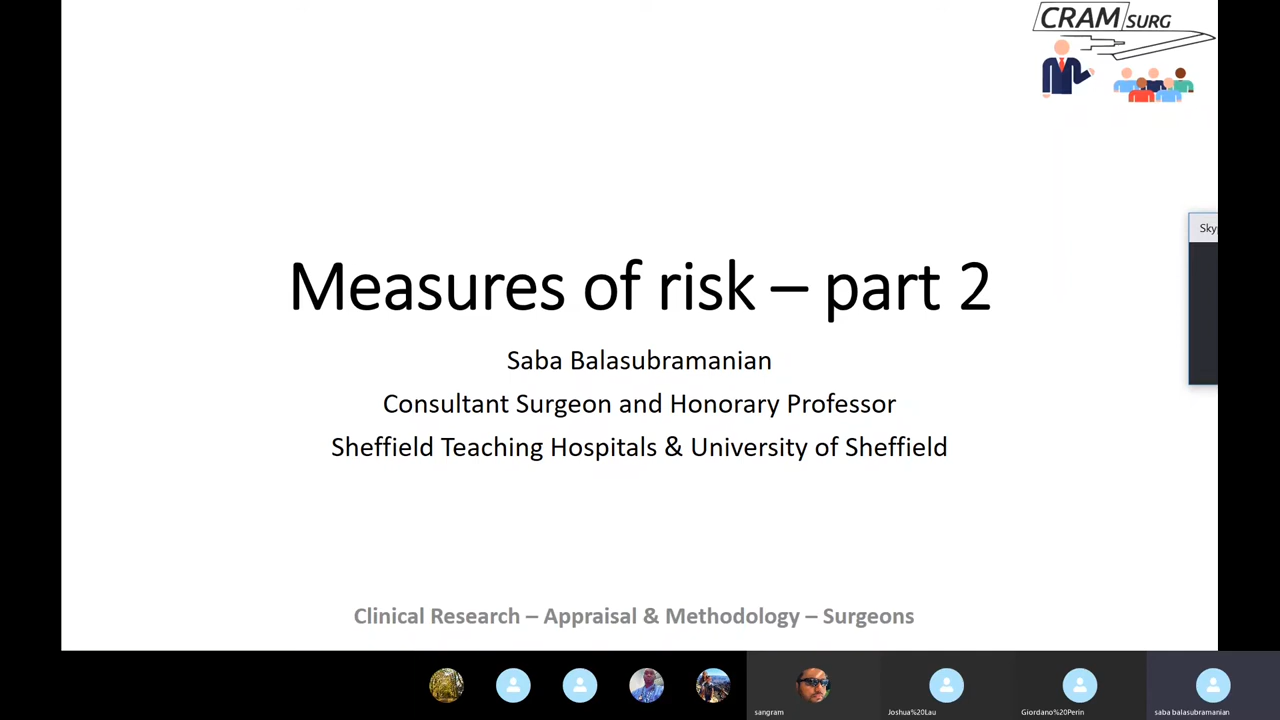 CRAM SURG
Sky
Measures of risk – part 2
Saba Balasubramanian
Consultant Surgeon and Honorary Professor
Sheffield Teaching Hospitals & University of Sheffield
Clinical Research – Appraisal & Methodology – Surgeons
sangram
Joshua%20Lau
Giordano%20Perin
saba balasubramanian